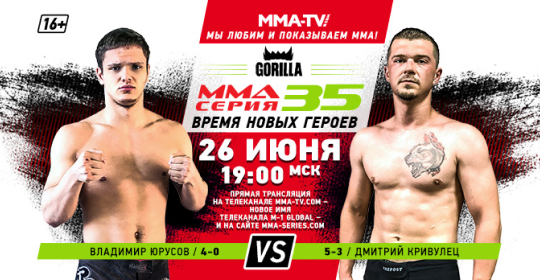 16+
MMA-TV.COM
МЫ ЛЮБИМ И ПОКАЗЫВАЕМ ММА!
GORILLA
ММА
СЕРИЯ 35
ВРЕМЯ НОВЫХ ГЕРОЕВ
26 ИЮНЯ
19:00 МСК
ПРЯМАЯ ТРАНСЛЯЦИЯ
НА ТЕЛЕКАНАЛЕ MMA-TV.COM –
НОВОЕ ИМЯ
ТЕЛЕКАНАЛА M-1 GLOBAL –
И НА САЙТЕ MMA-SERIES.COM
ВЛАДИМИР ЮРУСОВ / 4-0
VS
5-3 / ДМИТРИЙ КРИВУЛЕЦ